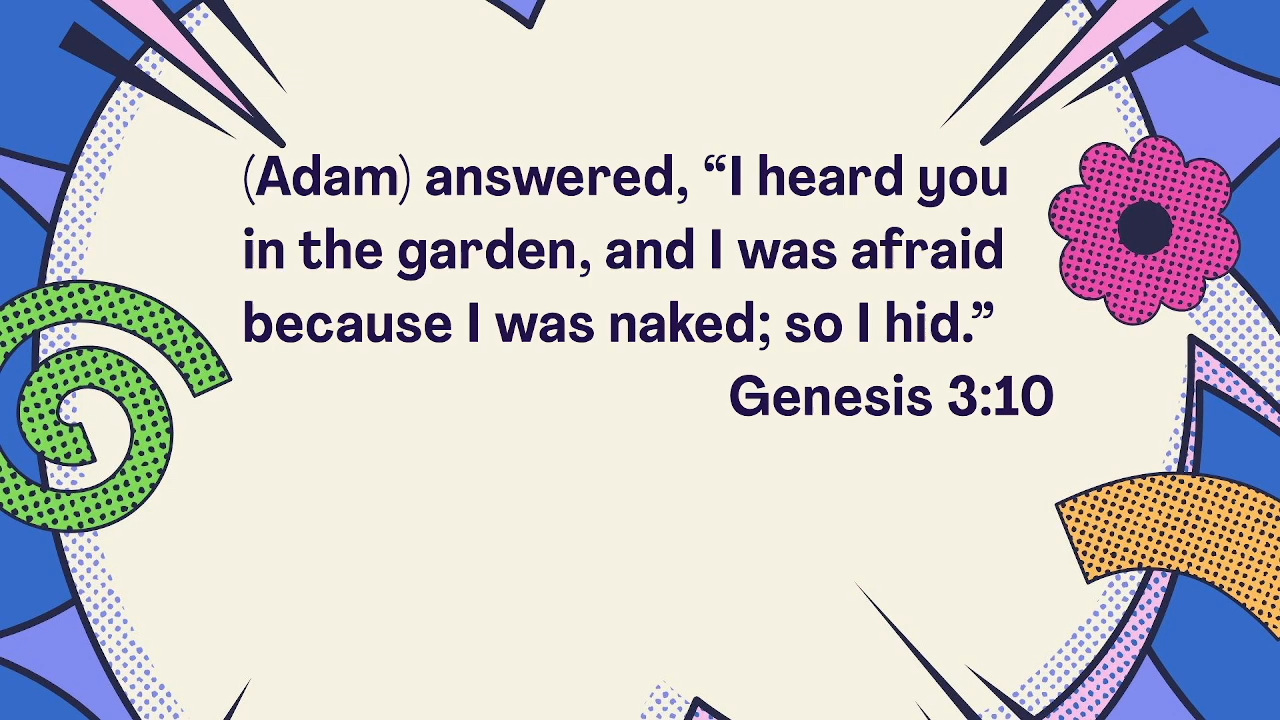 (Adam) answered, “I heard you
in the garden, and I was afraid
because I was naked; so I hid.”
Genesis 3:10